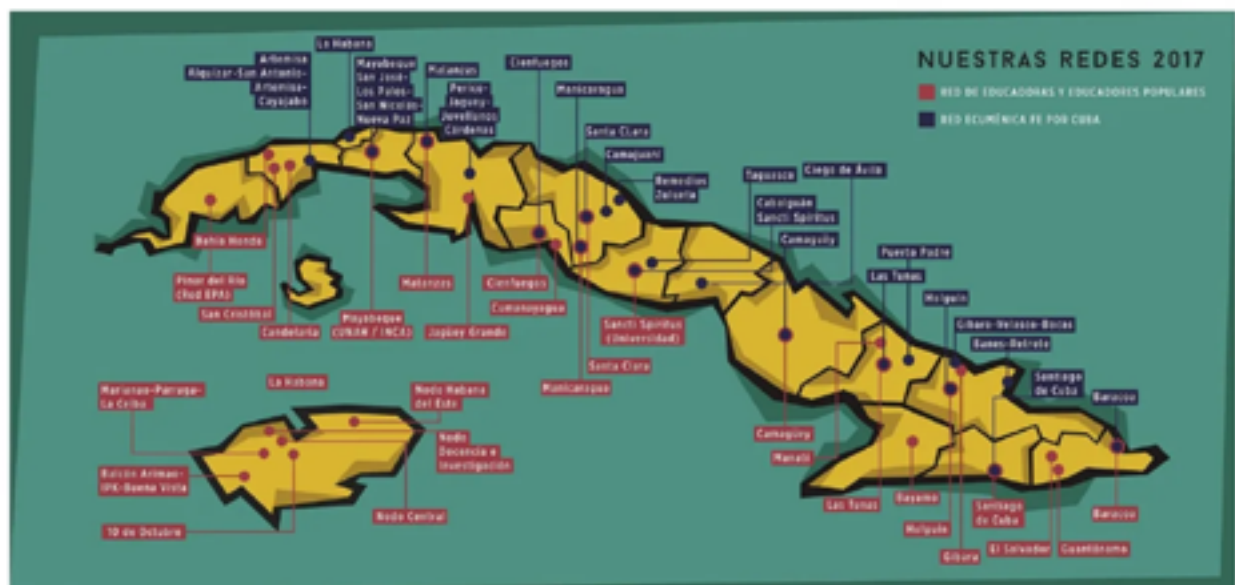 NUESTRAS REDES 2017
RED DE EDUCADORAS Y EDUCADORES POPULARES
RED ECUMÉNICA FE POR CUBA
La Habana
Artemisa
Alquízar-San Antonio-
Artemisa-
Cayajabo
Mayabeque
San José-
Los Palos-
San Nicolás-
Nueva Paz
Matanzas
Perico-
Jagüey-
Jovellanos
Cárdenas
Cienfuegos
Manicaragua
Santa Clara
Camajuaní
Remedios
Zulueta
Taguasco
Cabaiguán
Sancti Spíritus
Ciego de Ávila
Camagüey
Puerto Padre
Las Tunas
Holguín
Gibara-Velasco-Bocas
Banes-Retrete
Santiago
de Cuba
Baracoa
Bahía Honda
Pinar del Río
(Red EPA)
San Cristóbal
Candelaria
Mayabeque
(UNAH / INCA)
Matanzas
Jagüey Grande
Cienfuegos
Cumanayagua
Sancti Spíritus
(Universidad)
Santa Clara
Manicaragua
Camagüey
Manatí
Las Tunas
Bayamo
Holguín
Gibara
Santiago
de Cuba
El Salvador
Guantánamo
Baracoa
La Habana
Marianao-Párraga-
La Ceiba
Nodo Habana
del Este
Nodo
Docencia e
Investigación
IPK-Buena Vista
10 de Octubre
Nodo Central